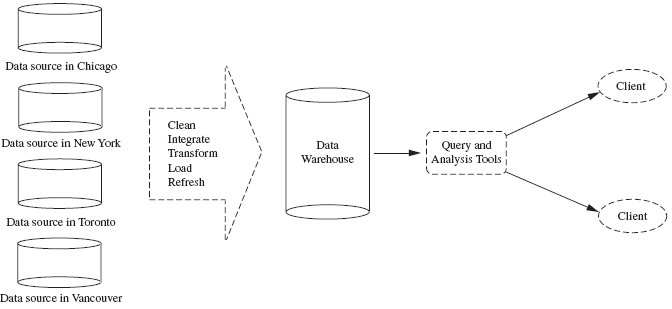 Data source in Chicago
Data source in New York
Data source in Toronto
Data source in Vancouver
Clean
Integrate
Transform
Load
Refresh
Data
Warehouse
Query and
Analysis Tools
Client
Client